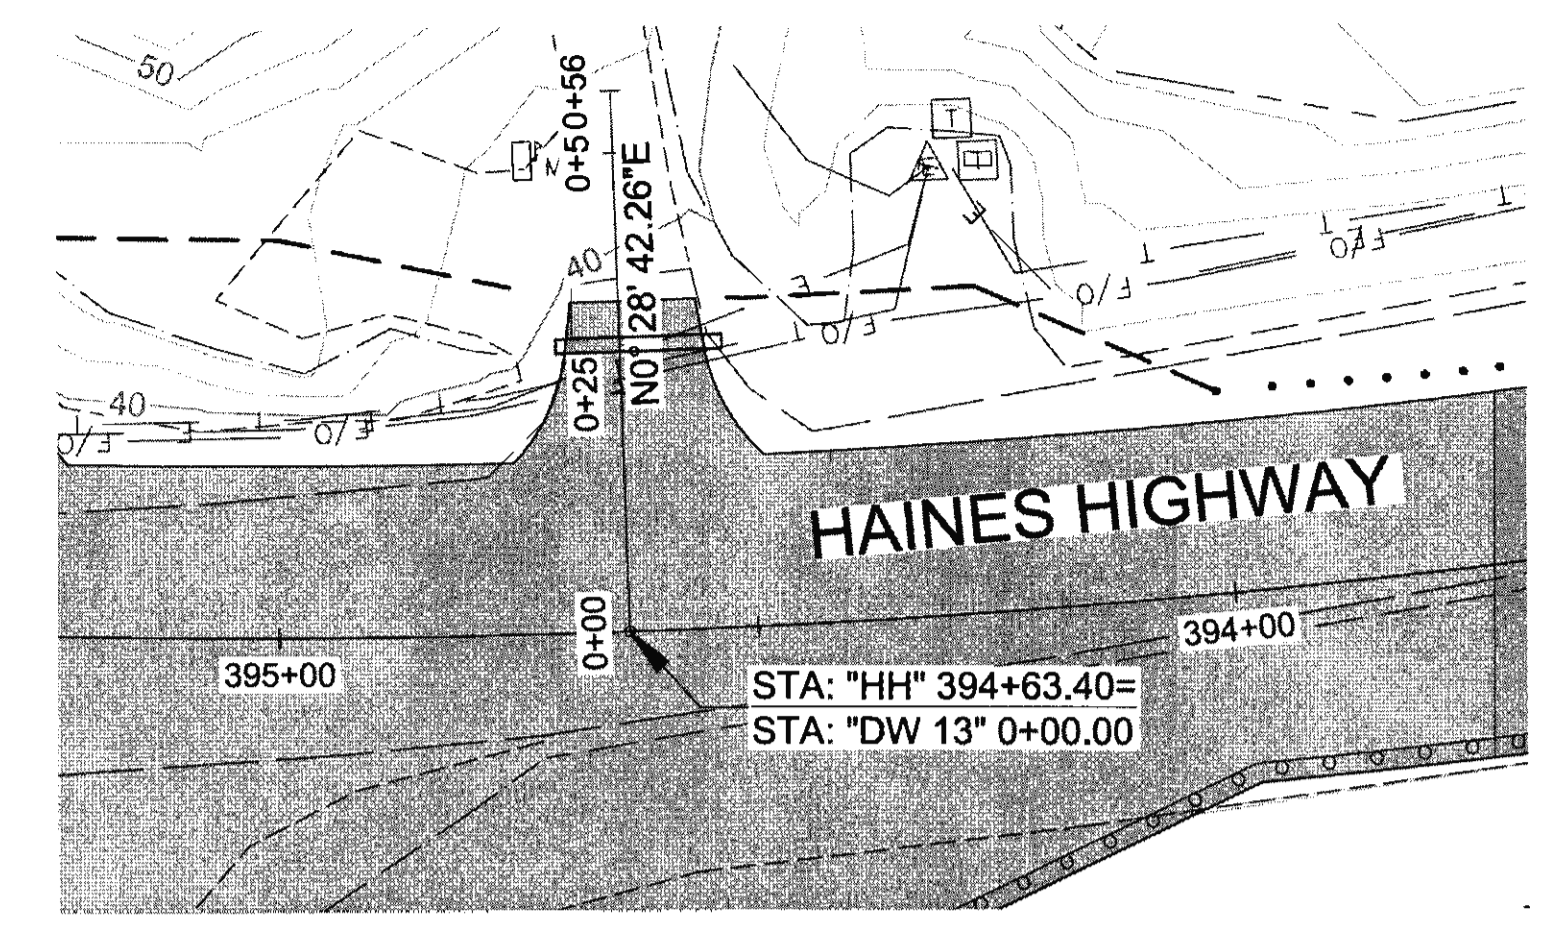 50
0+56
0+50
N0° 28' 42.26"E
T
E
N
T
T
T
F/O
E
F/O
E
40
E
T
F/O
E
0+25
40
T
T
T
F/O
E
E
F/O
E
HAINES HIGHWAY
0+00
394+00
395+00
STA: "HH" 394+63.40=
STA: "DW 13" 0+00.00